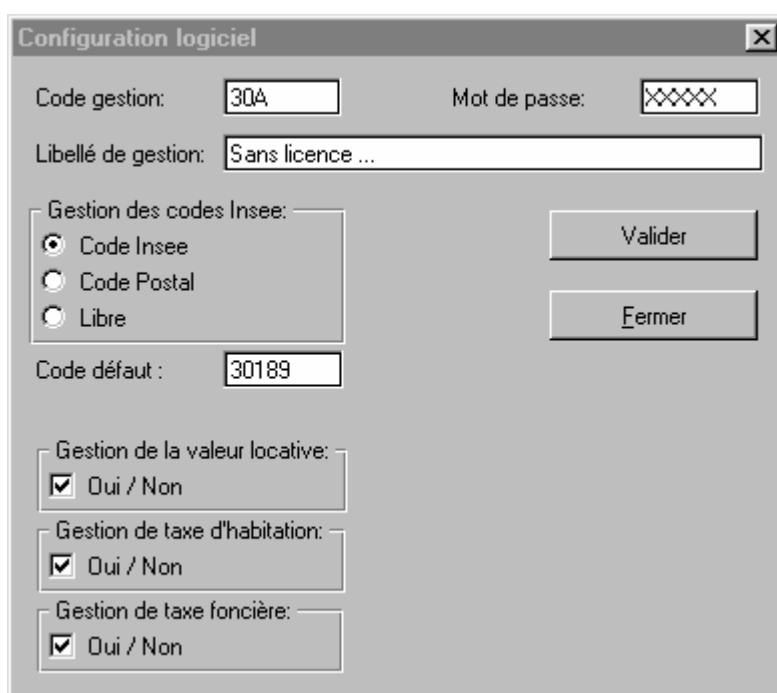 Configuration logiciel
Code gestion: 30A Mot de passe: XXXXX
Libellé de gestion: Sans licence ...
Gestion des codes Insee:
Code Insee
Valider
Code Postal
Libre
Fermer
Code défaut : 30189
Gestion de la valeur locative:
Oui / Non
Gestion de taxe d'habitation:
Oui / Non
Gestion de taxe foncière:
Oui / Non